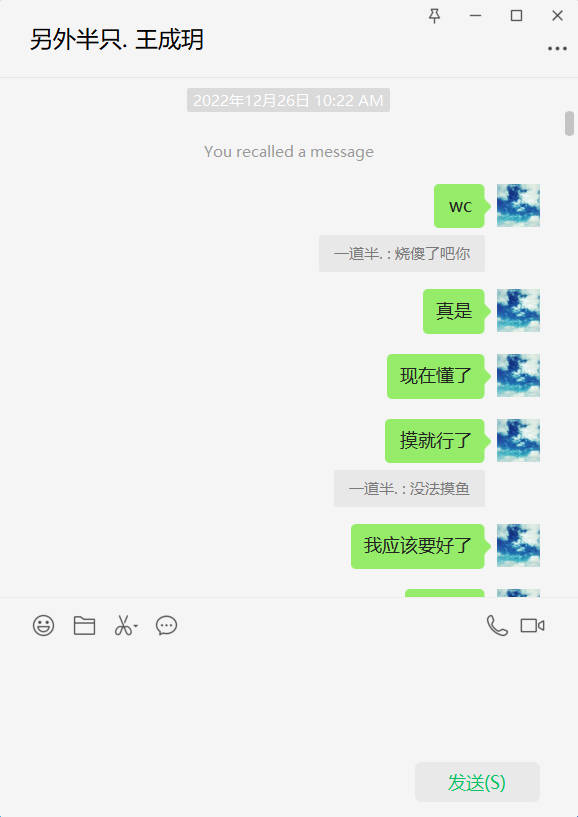 另外半只. 王成玥
2022年12月26日 10:22 AM
You recalled a message
wc
一道半. : 烧傻了吧你
真是
现在懂了
摸就行了
一道半. : 没法摸鱼
我应该要好了
发送(S)